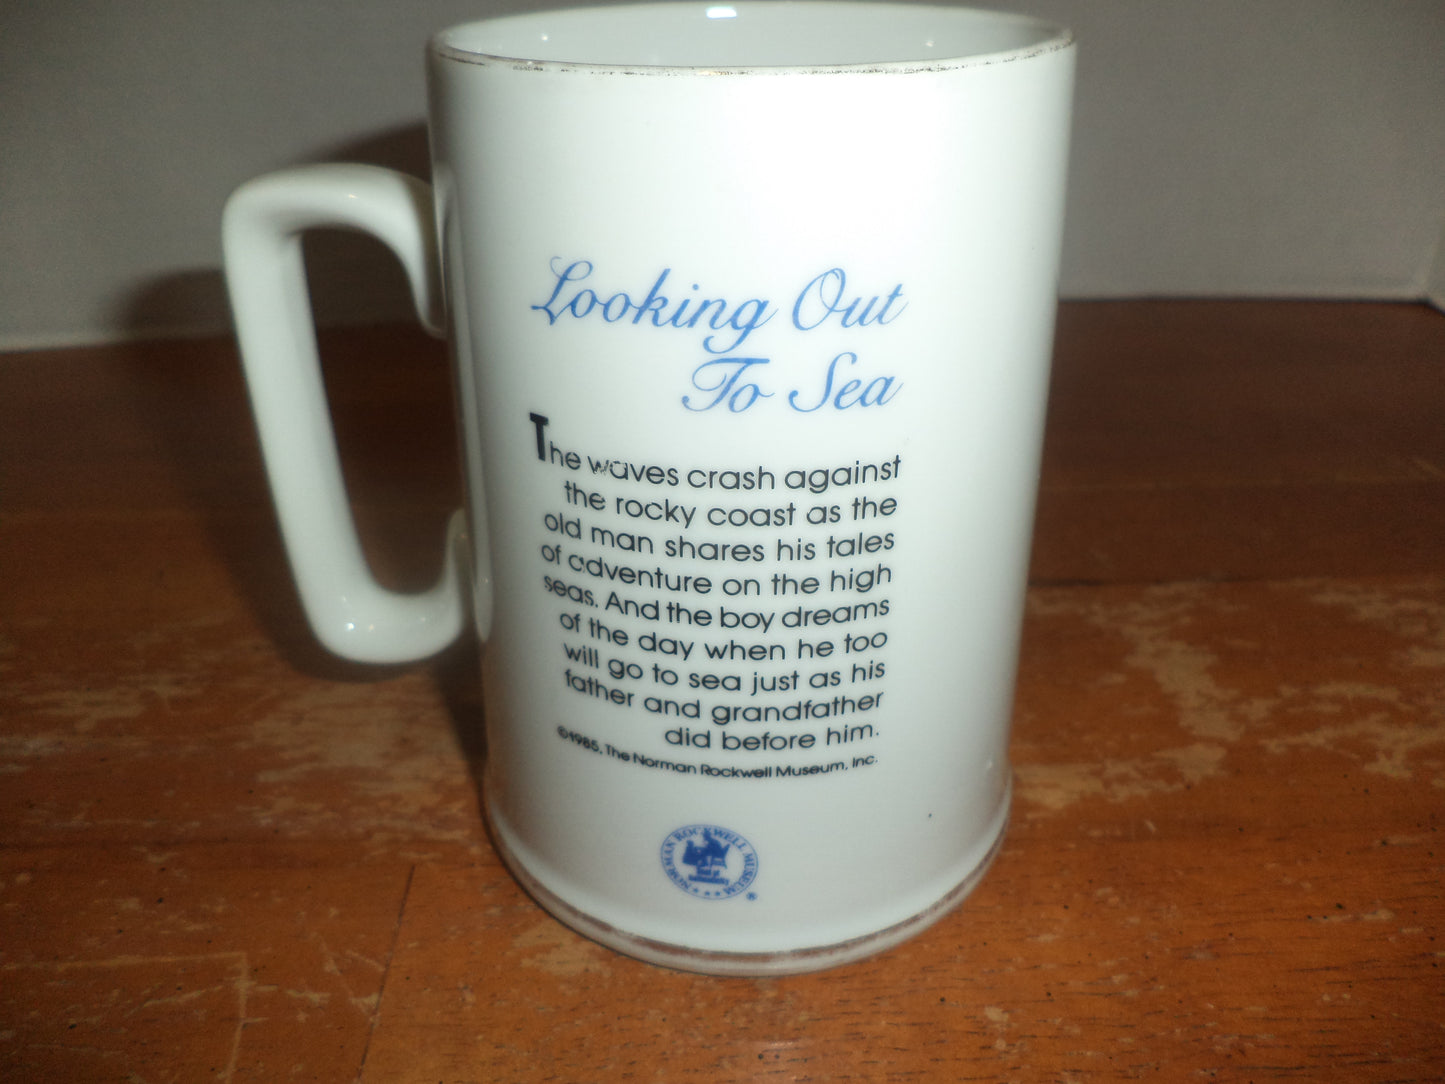 Looking Out
To Sea
The waves crash against
the rocky coast as the
old man shares his tales
of adventure on the high
seas. And the boy dreams
of the day when he too
will go to sea just as his
father and grandfather
did before him.
©1985, The Norman Rockwell Museum, Inc.
NORMAN ROCKWELL MUSEUM
®